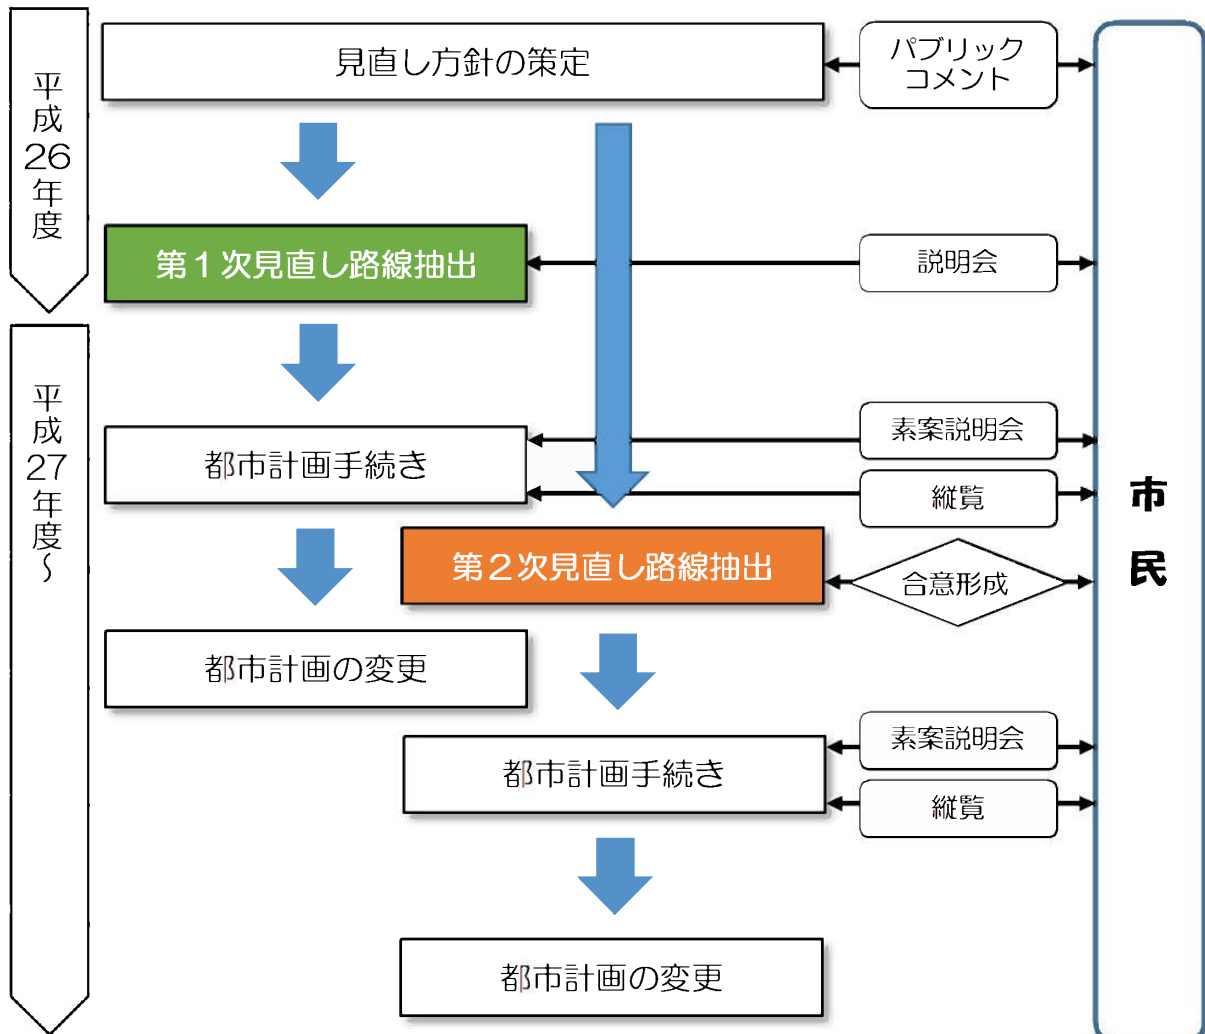 平成26年度
見直し方針の策定
パブリック
コメント
第1次見直し路線抽出
説明会
平成27年度~
都市計画手続き
素案説明会
縦覧
市民
第2次見直し路線抽出
合意形成
都市計画の変更
都市計画手続き
素案説明会
縦覧
都市計画の変更